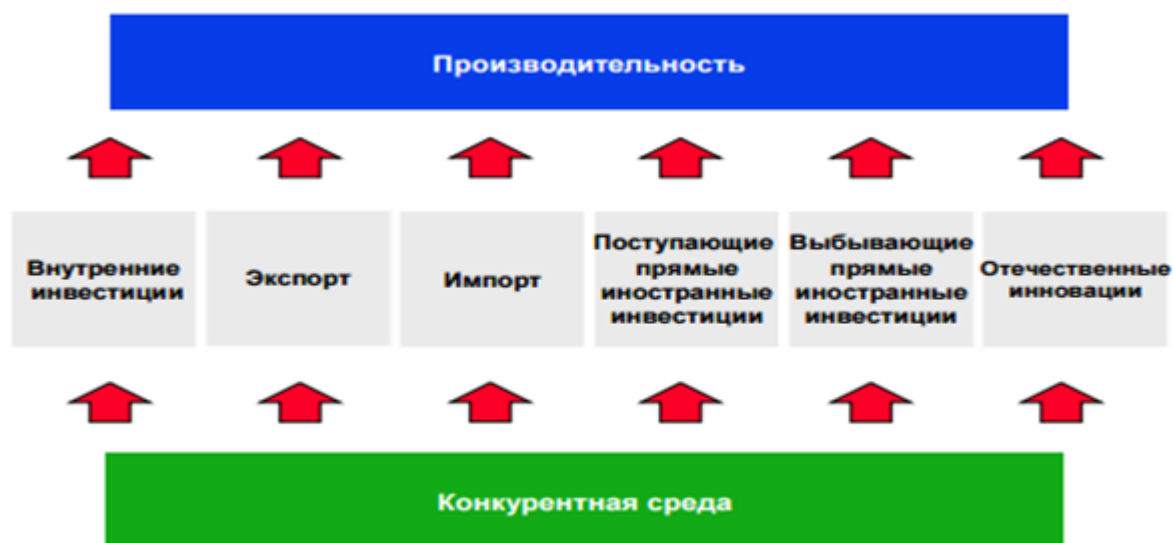 Производительность
Внутренние
инвестиции
Экспорт
Импорт
Поступающие
прямые
иностранные
инвестиции
Выбывающие
прямые
иностранные
инвестиции
Отечественные
инновации
Конкурентная среда